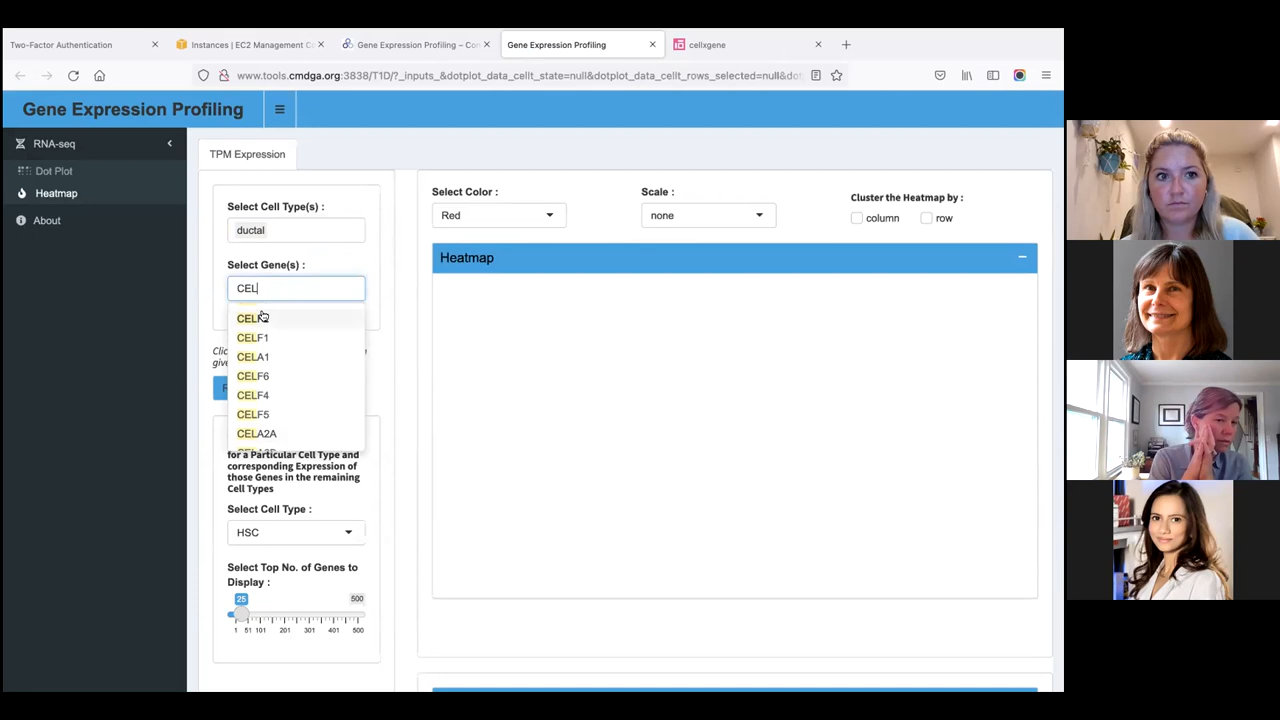 Two-Factor Authentication
Instances | EC2 Management C
Gene Expression Profiling – Co
Gene Expression Profiling
cellxgene
www.tools.cmdga.org:3838/T1D/?_inputs_&dotplot_data_cellt_state=null&dotplot_data_cellt_rows_selected=null&do
Gene Expression Profiling
RNA-seq
Dot Plot
Heatmap
About
TPM Expression
Select Cell Type(s) :
ductal
Select Gene(s) :
CEL
CELF1
CELA1
CELF6
CELF4
CELF5
CELA2A
for a Particular Cell Type and
corresponding Expression of
those Genes in the remaining
Cell Types
Select Cell Type :
HSC
Select Top No. of Genes to
Display :
25 500
1 51 101 201 301 401 500
Select Color :
Red
Scale :
none
Cluster the Heatmap by :
column row
Heatmap